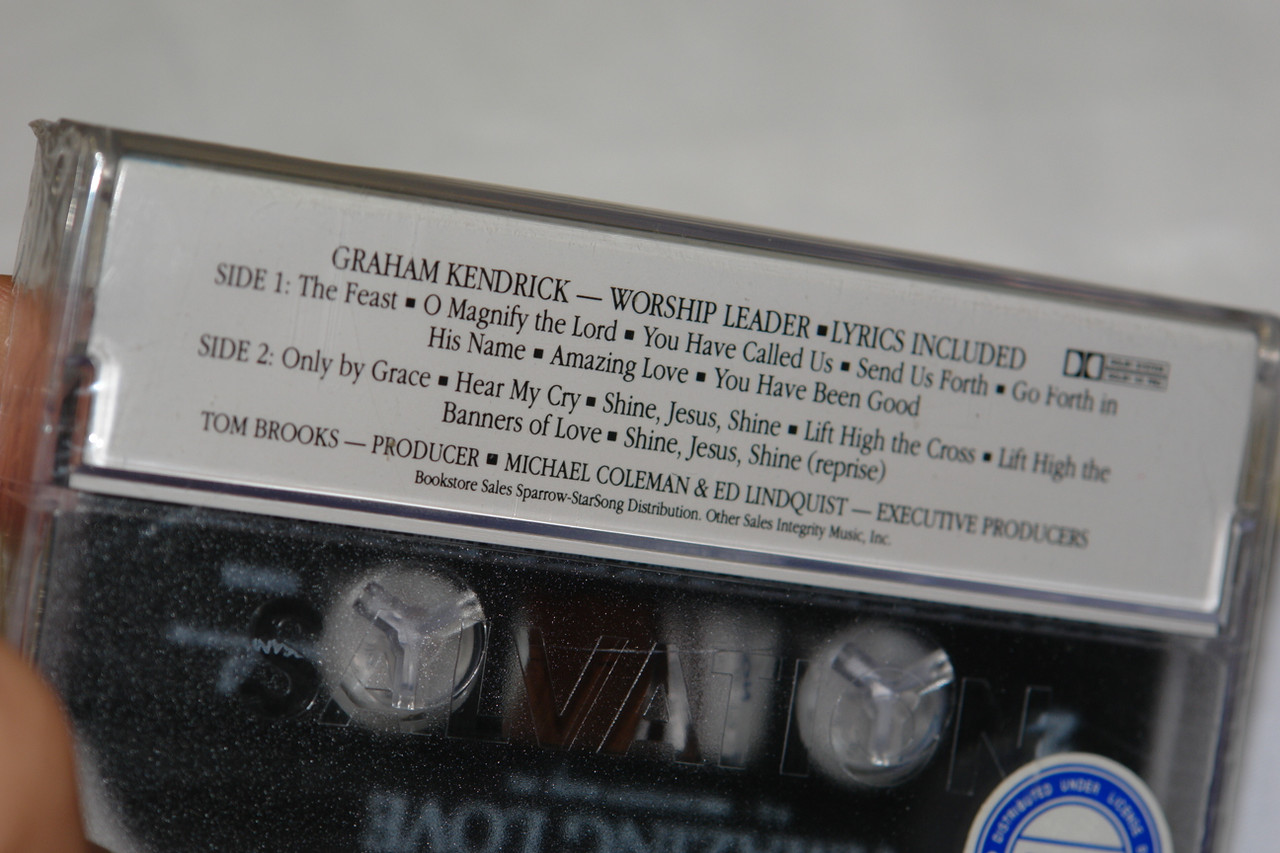 GRAHAM KENDRICK — WORSHIP LEADER ▪ LYRICS INCLUDED
SIDE 1: The Feast ▪ O Magnify the Lord ▪ You Have Called Us ▪ Send Us Forth ▪ Go Forth in
His Name ▪ Amazing Love ▪ You Have Been Good
SIDE 2: Only by Grace ▪ Hear My Cry ▪ Shine, Jesus, Shine ▪ Lift High the Cross ▪ Lift High the
Banners of Love ▪ Shine, Jesus, Shine (reprise)
TOM BROOKS — PRODUCER ▪ MICHAEL COLEMAN & ED LINDQUIST — EXECUTIVE PRODUCERS
Bookstore Sales Sparrow-StarSong Distribution. Other Sales Integrity Music, Inc.
SALVATION
AMAZING LOVE
DISTRIBUTED UNDER LICENSE